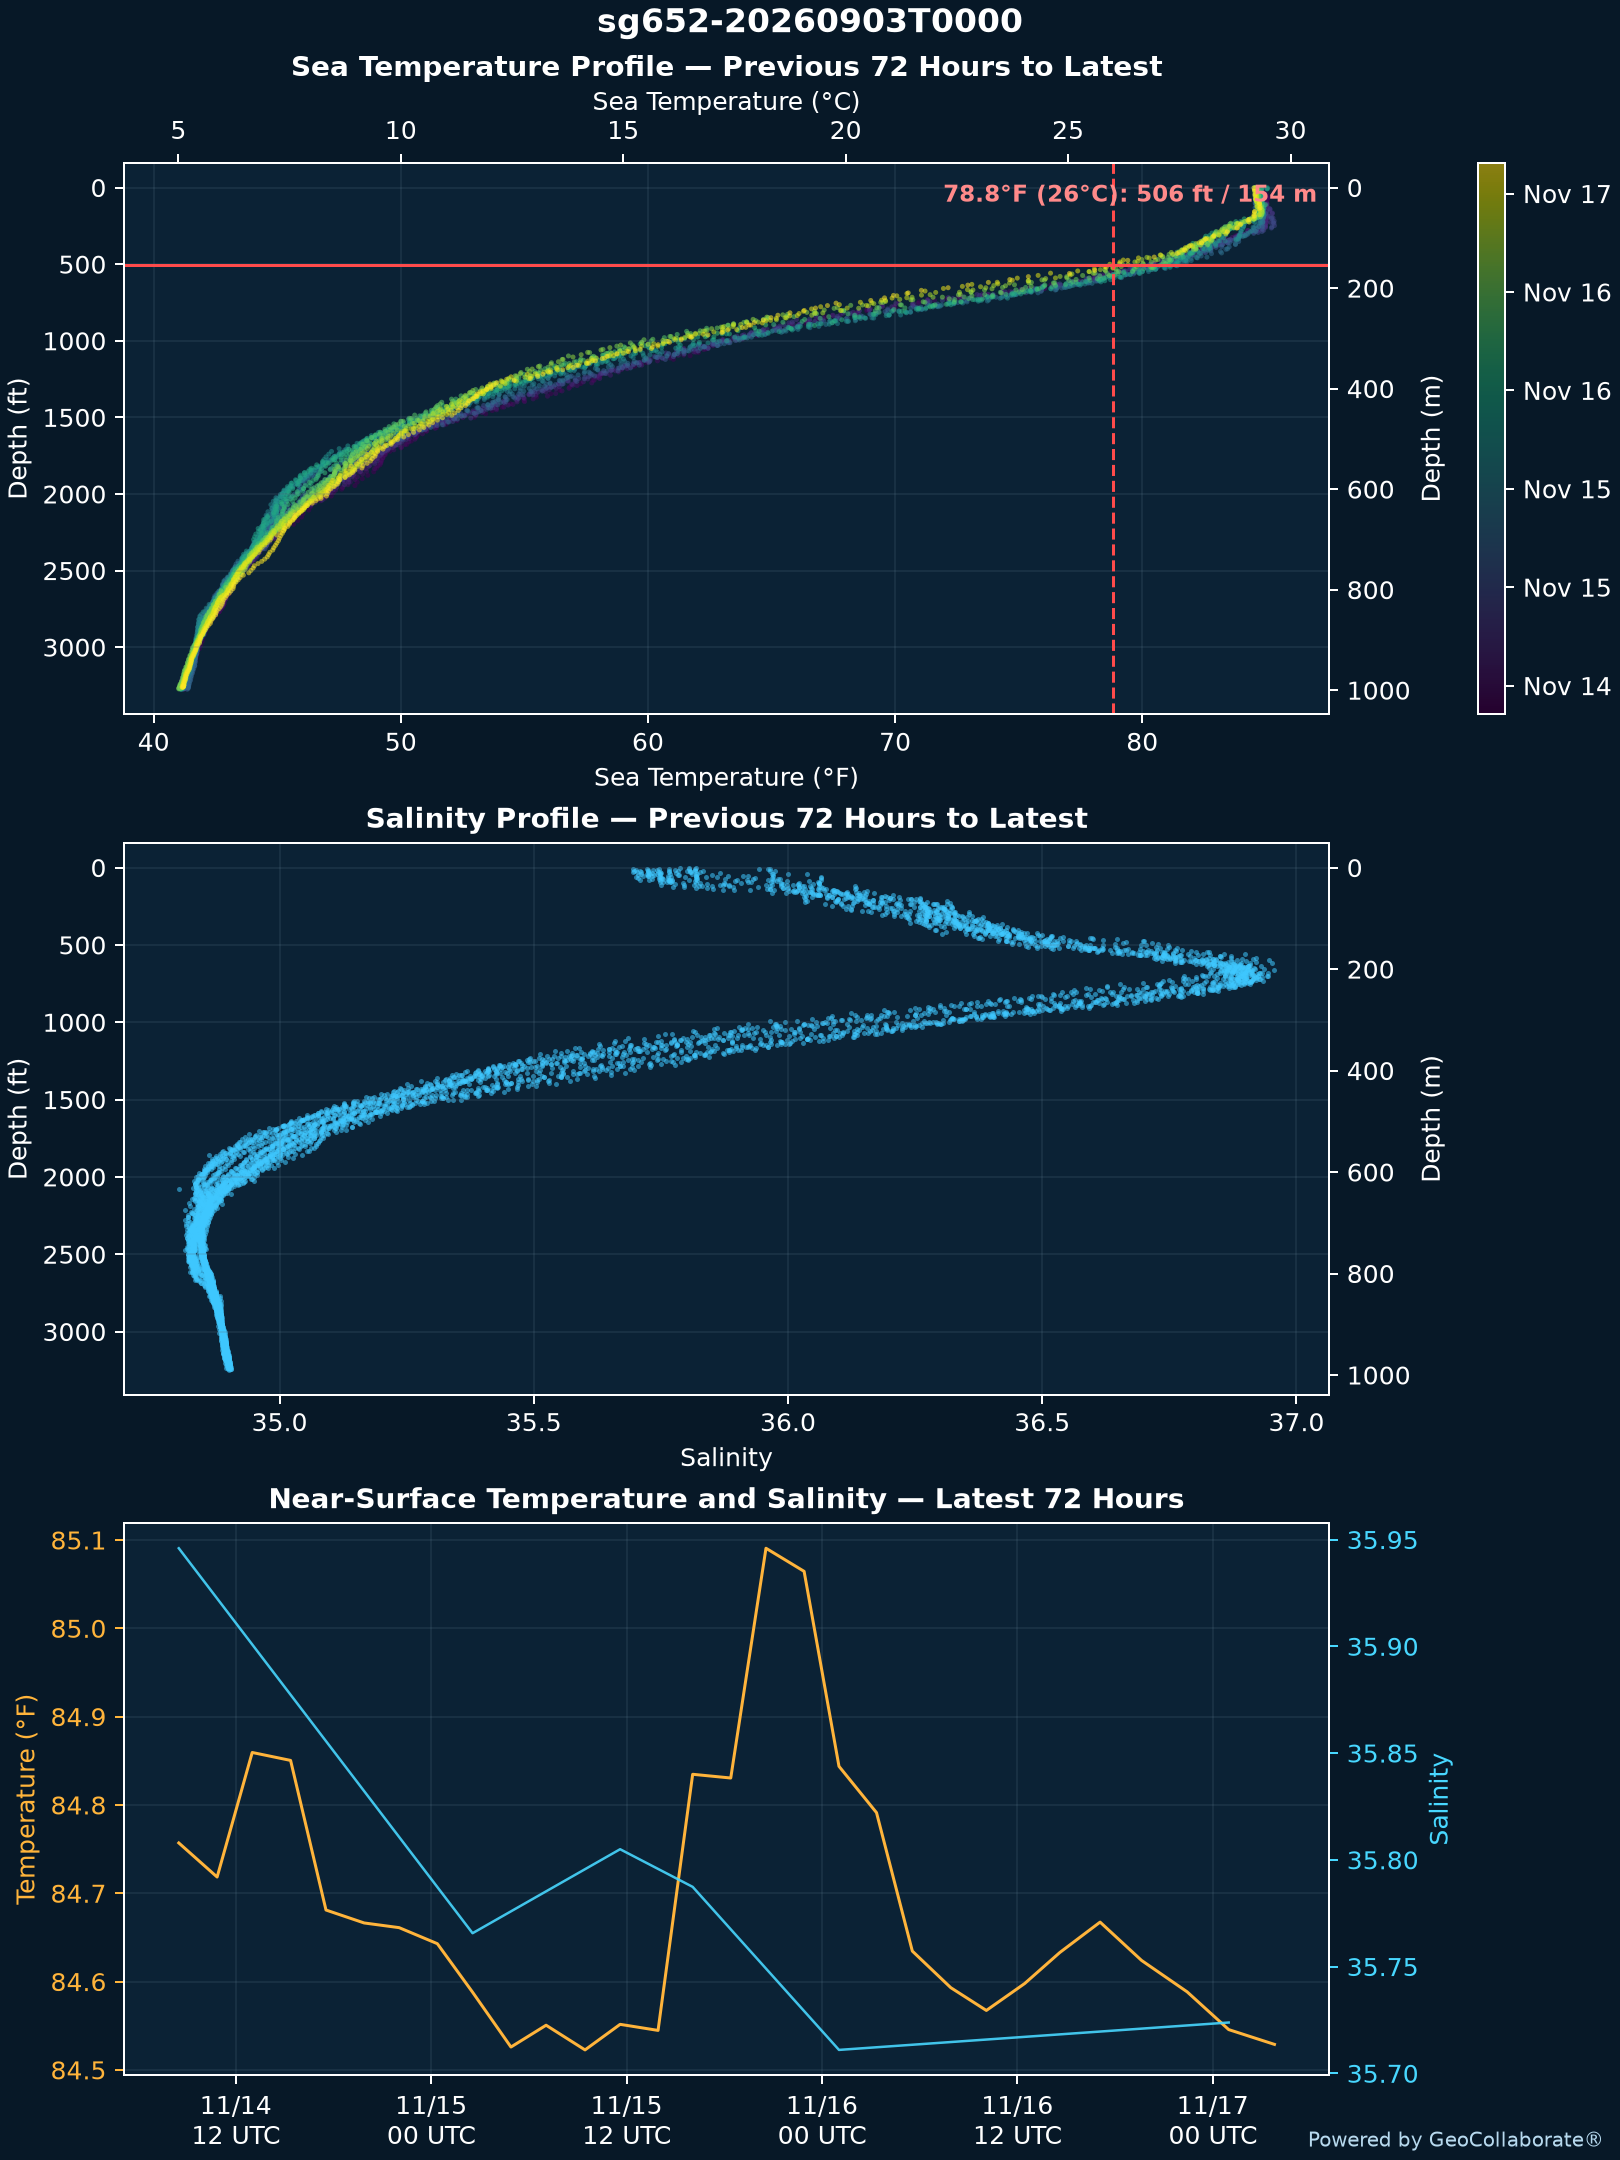 sg652-20260903T0000
Sea Temperature Profile — Previous 72 Hours to Latest
Sea Temperature (°C)
5 10 15 20 25 30
78.8°F (26°C): 506 ft / 154 m
Depth (ft)
0
500
1000
1500
2000
2500
3000
0
200
400
600
800
1000
Depth (m)
Nov 17
Nov 16
Nov 16
Nov 15
Nov 15
Nov 14
40 50 60 70 80
Sea Temperature (°F)
Salinity Profile — Previous 72 Hours to Latest
Depth (ft)
0
500
1000
1500
2000
2500
3000
0
200
400
600
800
1000
Depth (m)
35.0 35.5 36.0 36.5 37.0
Salinity
Near-Surface Temperature and Salinity — Latest 72 Hours
Temperature (°F)
85.1
85.0
84.9
84.8
84.7
84.6
84.5
35.95
35.90
35.85
35.80
35.75
35.70
Salinity
11/14 11/15 11/15 11/16 11/16 11/17
12 UTC 00 UTC 12 UTC 00 UTC 12 UTC 00 UTC
Powered by GeoCollaborate®